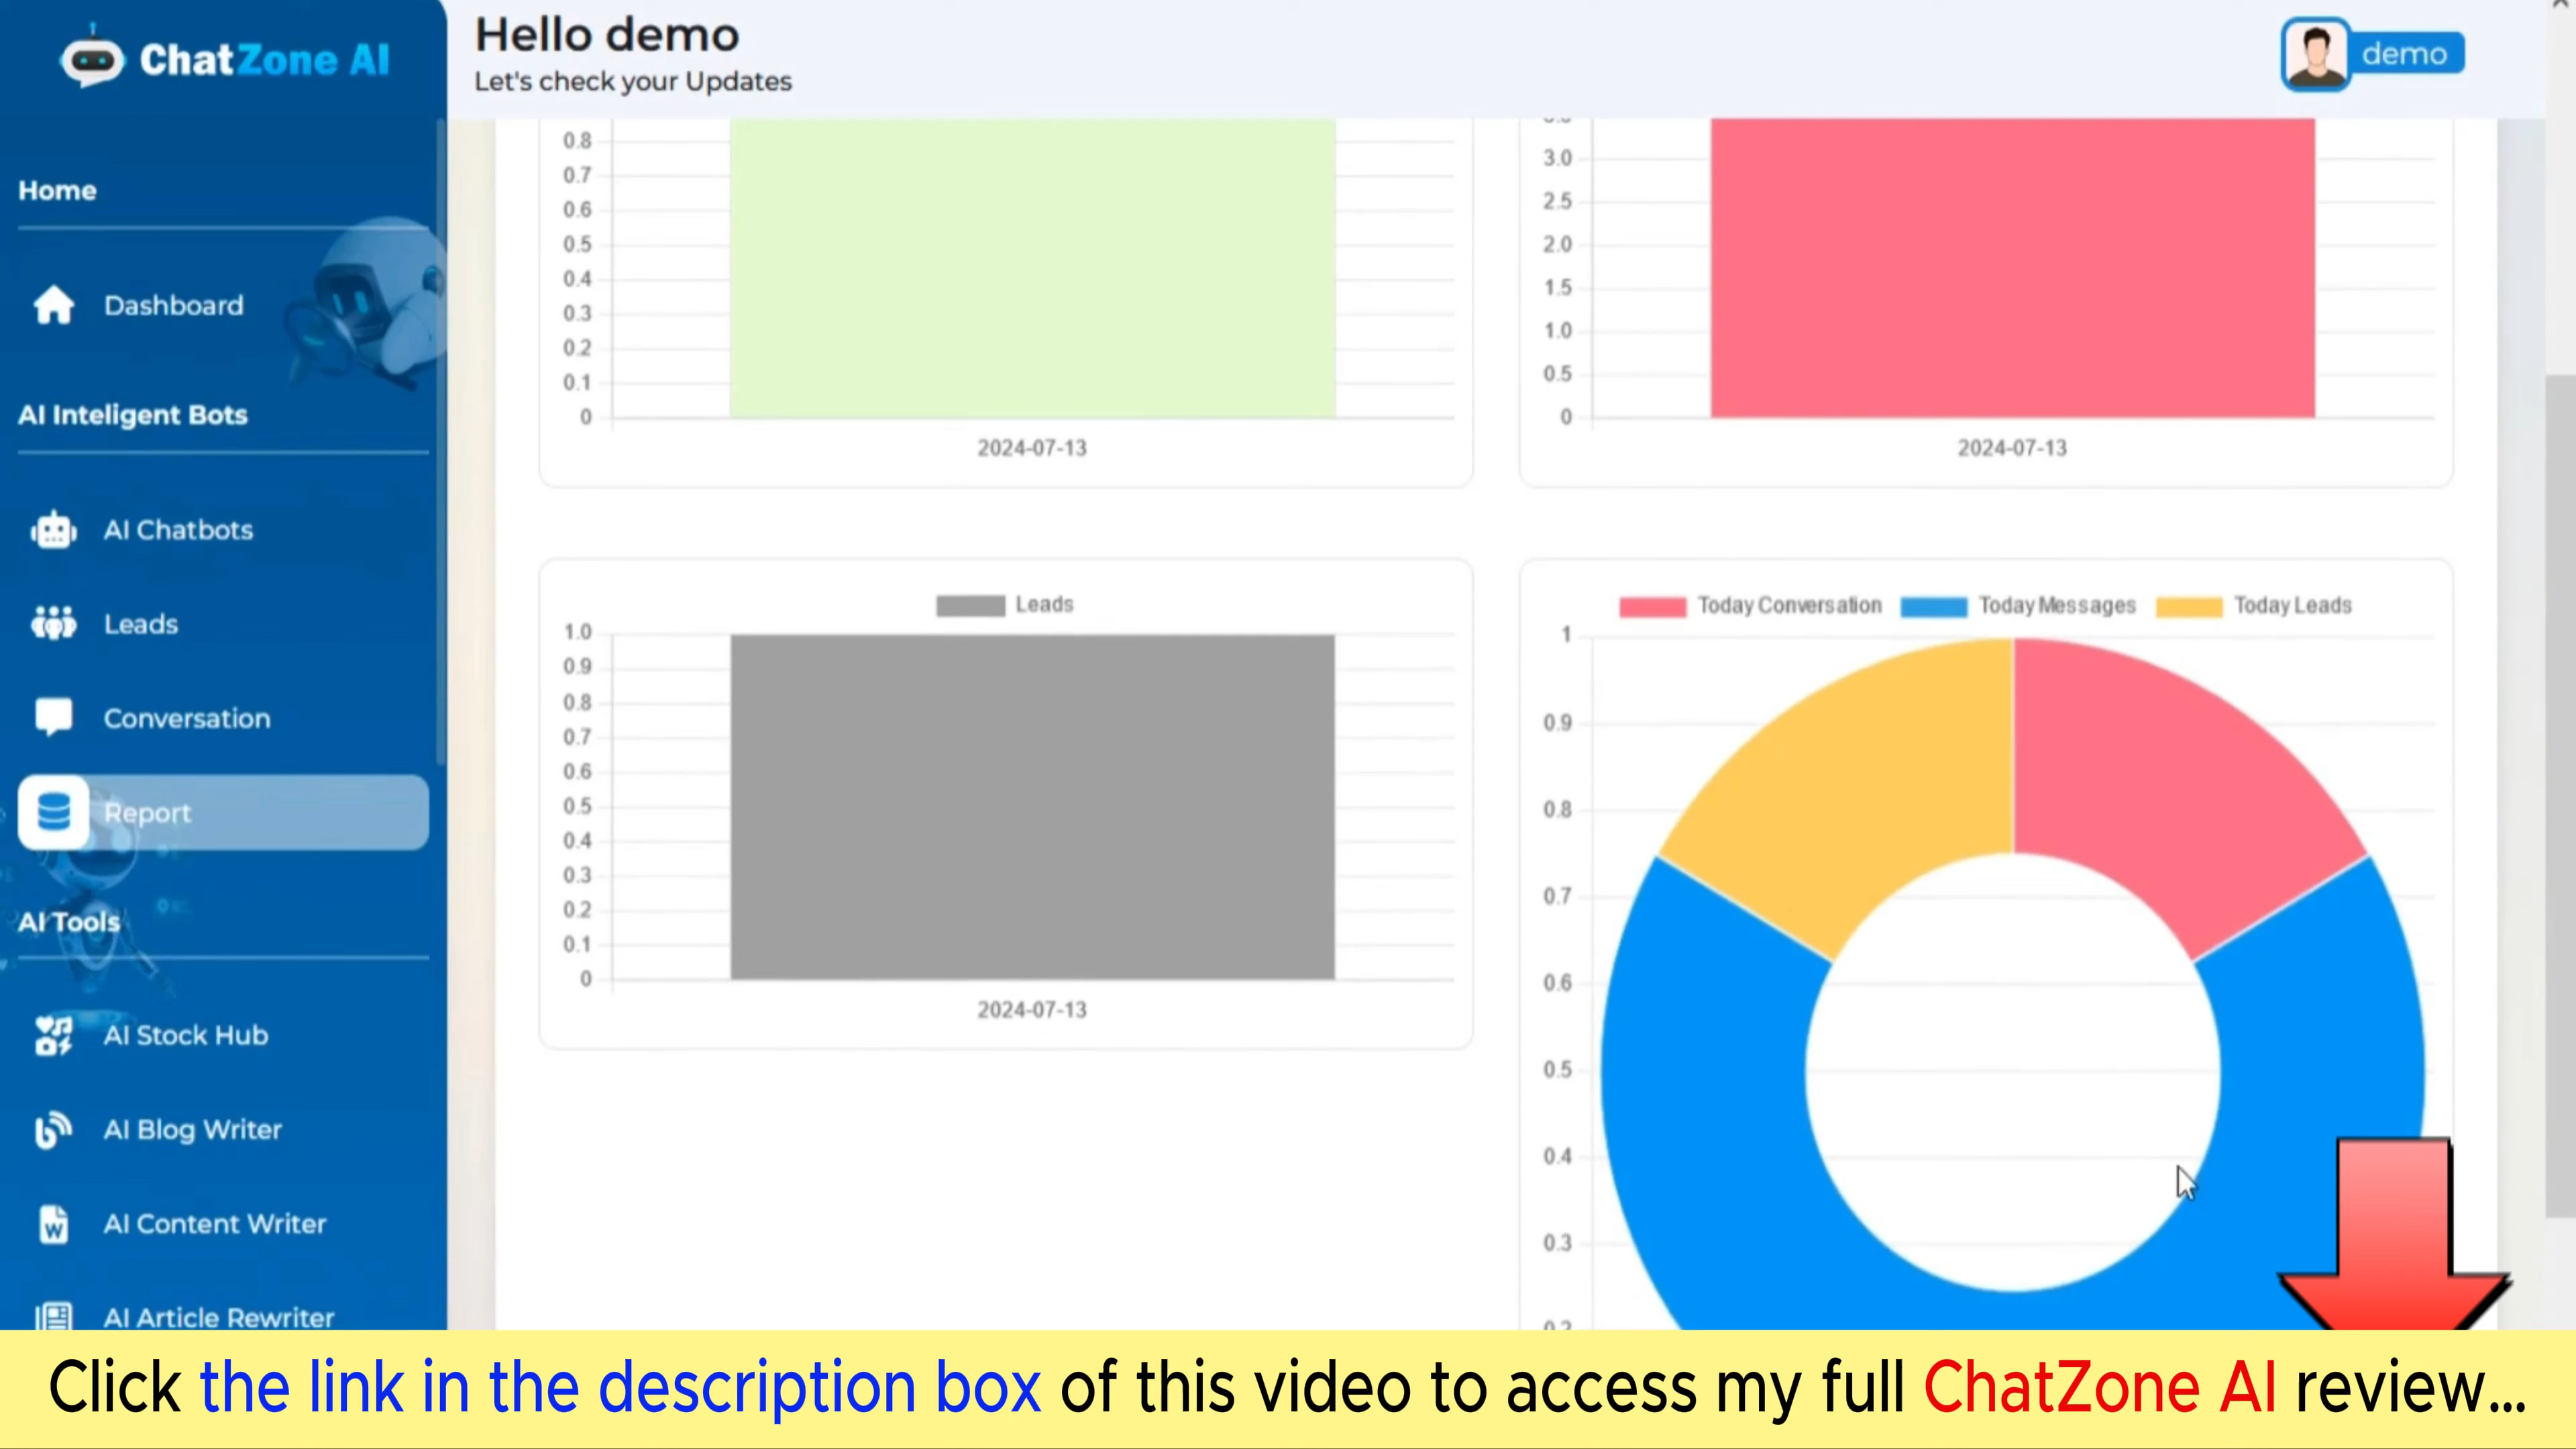 ChatZone AI
Hello demo
Let's check your Updates
demo
Home
Dashboard
AI Inteligent Bots
AI Chatbots
Leads
Conversation
Report
AI Tools
AI Stock Hub
AI Blog Writer
AI Content Writer
AI Article Rewriter
0.8
0.7
0.6
0.5
0.4
0.3
0.2
0.1
0
2024-07-13
3.0
2.5
2.0
1.5
1.0
0.5
0
2024-07-13
Leads
1.0
0.9
0.8
0.7
0.6
0.5
0.4
0.3
0.2
0.1
0
2024-07-13
Today Conversation Today Messages Today Leads
1
0.9
0.8
0.7
0.6
0.5
0.4
0.3
Click the link in the description box of this video to access my full ChatZone AI review...